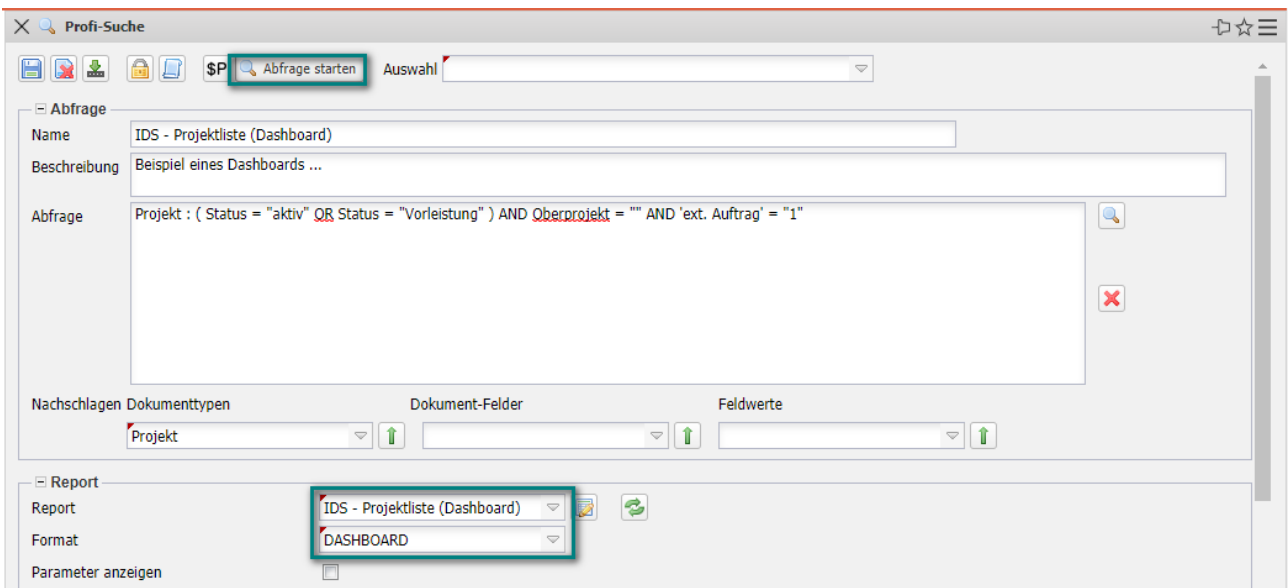 Profi-Suche
$P Abfrage starten Auswahl
Abfrage
Name IDS - Projektliste (Dashboard)
Beschreibung Beispiel eines Dashboards ...
Abfrage Projekt : ( Status = "aktiv" OR Status = "Vorleistung" ) AND Oberprojekt = "" AND 'ext. Auftrag' = "1"
Nachschlagen Dokumenttypen Dokument-Felder Feldwerte
Projekt
Report
Report IDS - Projektliste (Dashboard)
Format DASHBOARD
Parameter anzeigen